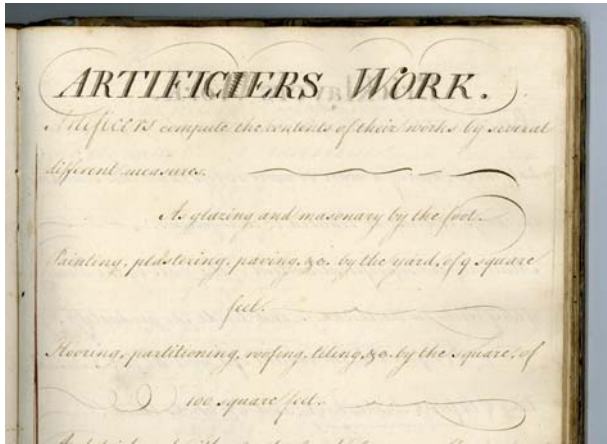 ARTIFICIERS WORK.
Artificers compute the contents of their works by several
different measures.
As glazing and masonary by the foot.
Painting, plastering, paving, &c. by the yard, of 9 square
feet.
Flooring, partitioning, roofing, tiling, &c. by the square, of
100 square feet.